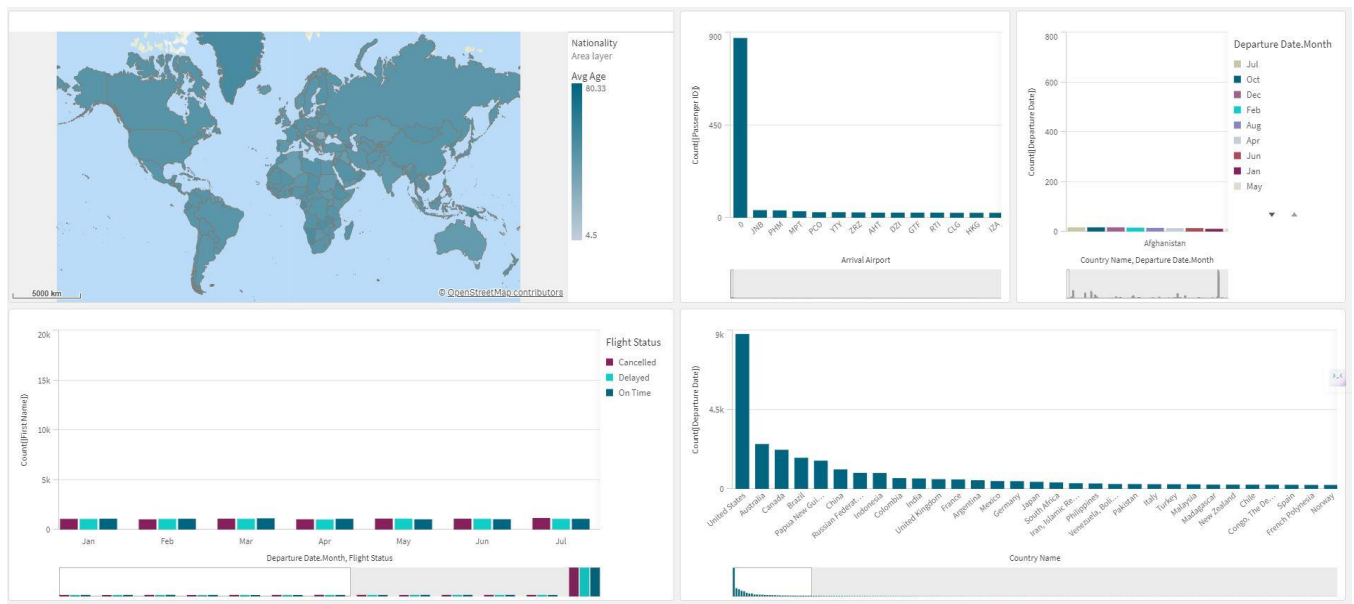 Nationality
Area layer
Avg Age
80.33
4.5
5000 km
© OpenStreetMap contributors
900
450
0
Count([Passenger ID])
0
JNB
PHM
MPT
PCO
YTY
ZRZ
AHT
DZI
GTF
RTI
CLG
HKG
IZA
Arrival Airport
800
600
400
200
0
Count([Departure Date])
Afghanistan
Country Name, Departure Date.Month
Departure Date.Month
Jul
Oct
Dec
Feb
Aug
Apr
Jun
Jan
May
20k
15k
10k
5k
0
Count([First Name])
Jan
Feb
Mar
Apr
May
Jun
Jul
Departure Date.Month, Flight Status
Flight Status
Cancelled
Delayed
On Time
9k
4.5k
0
Count([Departure Date])
United States
Australia
Canada
Brazil
Papua New Gui...
China
Russian Federat...
Indonesia
Colombia
India
United Kingdom
France
Argentina
Mexico
Germany
Japan
South Africa
Iran, Islamic Re...
Philippines
Venezuela, Boli...
Pakistan
Italy
Turkey
Malaysia
Madagascar
New Zealand
Chile
Congo, The De...
Spain
French Polynesia
Norway
Country Name